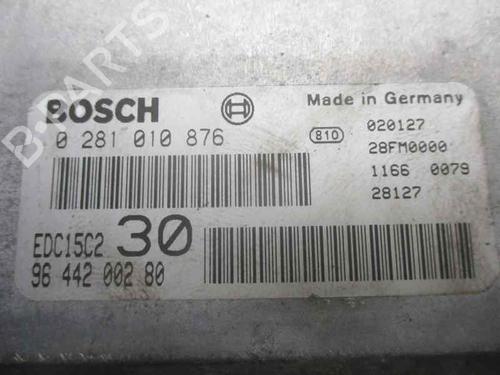 B-PARTS
BOSCH
Made in Germany
0 281 010 876
810
020127
28FM0000
1166 0079
28127
EDC15C2 30
96 442 002 80